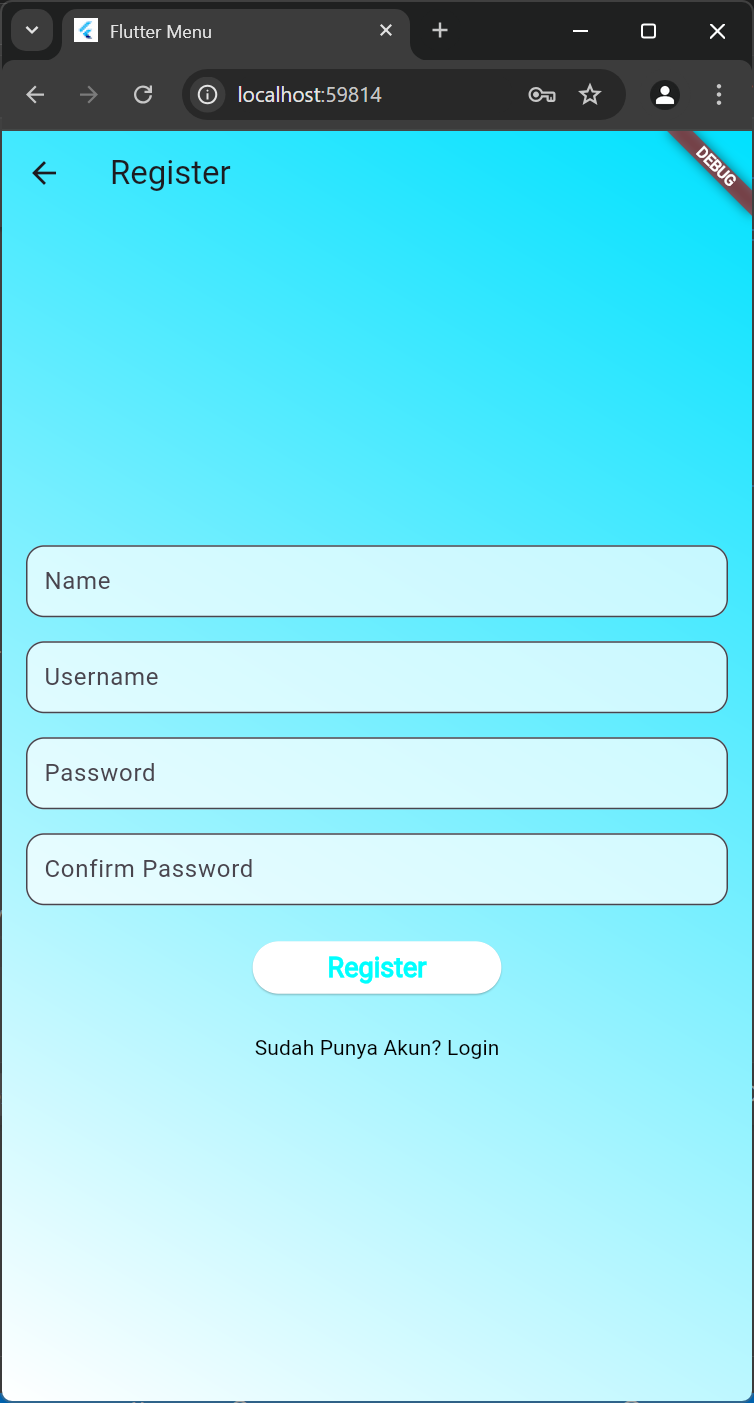 Flutter Menu
localhost:59814
Register
DEBUG
Name
Username
Password
Confirm Password
Register
Sudah Punya Akun? Login